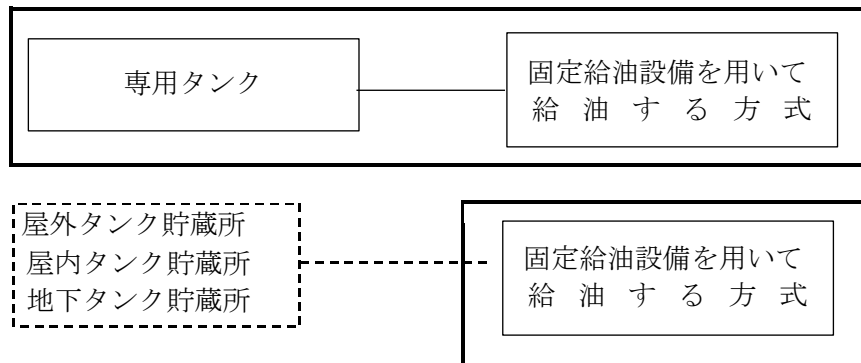 専用タンク
固定給油設備を用いて
給油する方式
屋外タンク貯蔵所
屋内タンク貯蔵所
地下タンク貯蔵所
固定給油設備を用いて
給油する方式